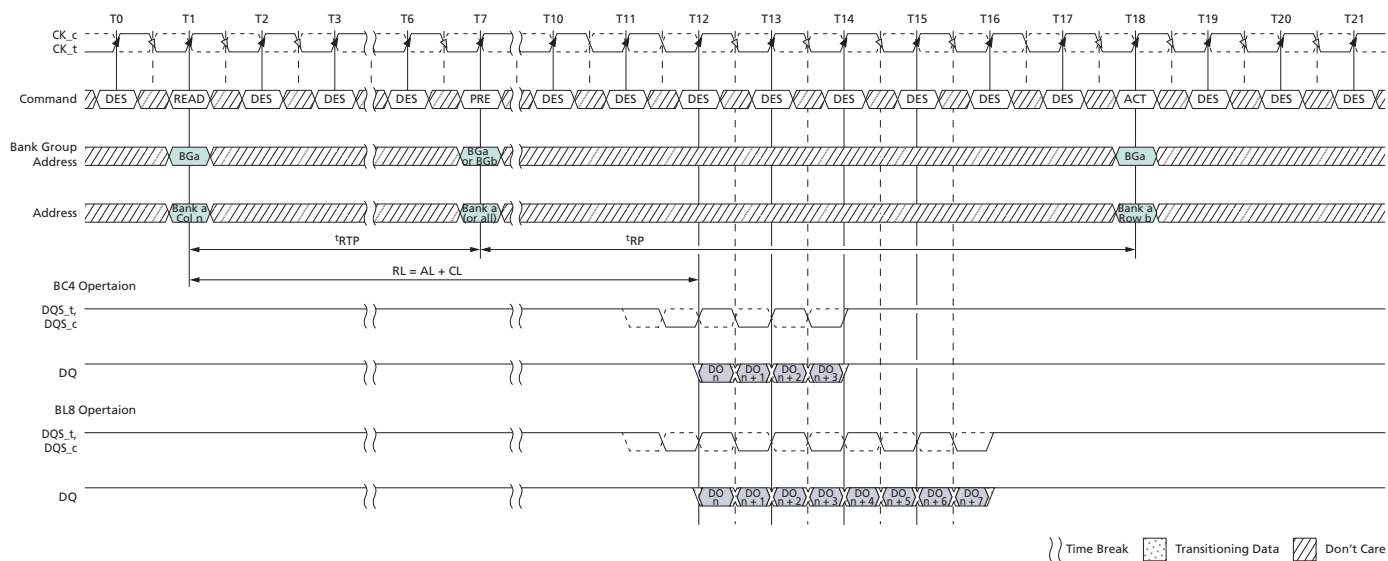 T0 T1 T2 T3 T6 T7 T10 T11 T12 T13 T14 T15 T16 T17 T18 T19 T20 T21
CK_c
CK_t
Command DES READ DES DES DES PRE DES DES DES DES DES DES DES DES ACT DES DES DES
Bank Group
Address
BGa
BGa
or BGb
BGa
Address
Bank a
Col n
Bank a
(or all)
Bank a
Row b
tRTP
tRP
RL = AL + CL
BC4 Opertaion
DQS_t,
DQS_c
DQ
DO
n
DO
n + 1
DO
n + 2
DO
n + 3
BL8 Opertaion
DQS_t,
DQS_c
DQ
DO
n
DO
n + 1
DO
n + 2
DO
n + 3
DO
n + 4
DO
n + 5
DO
n + 6
DO
n + 7
Time Break Transitioning Data Don't Care